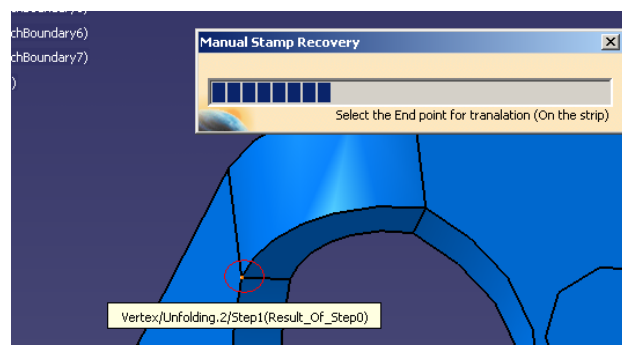 chBoundary6)
chBoundary7)
)
Manual Stamp Recovery
Select the End point for tranalation (On the strip)
Vertex/Unfolding.2/Step1(Result_Of_Step0)